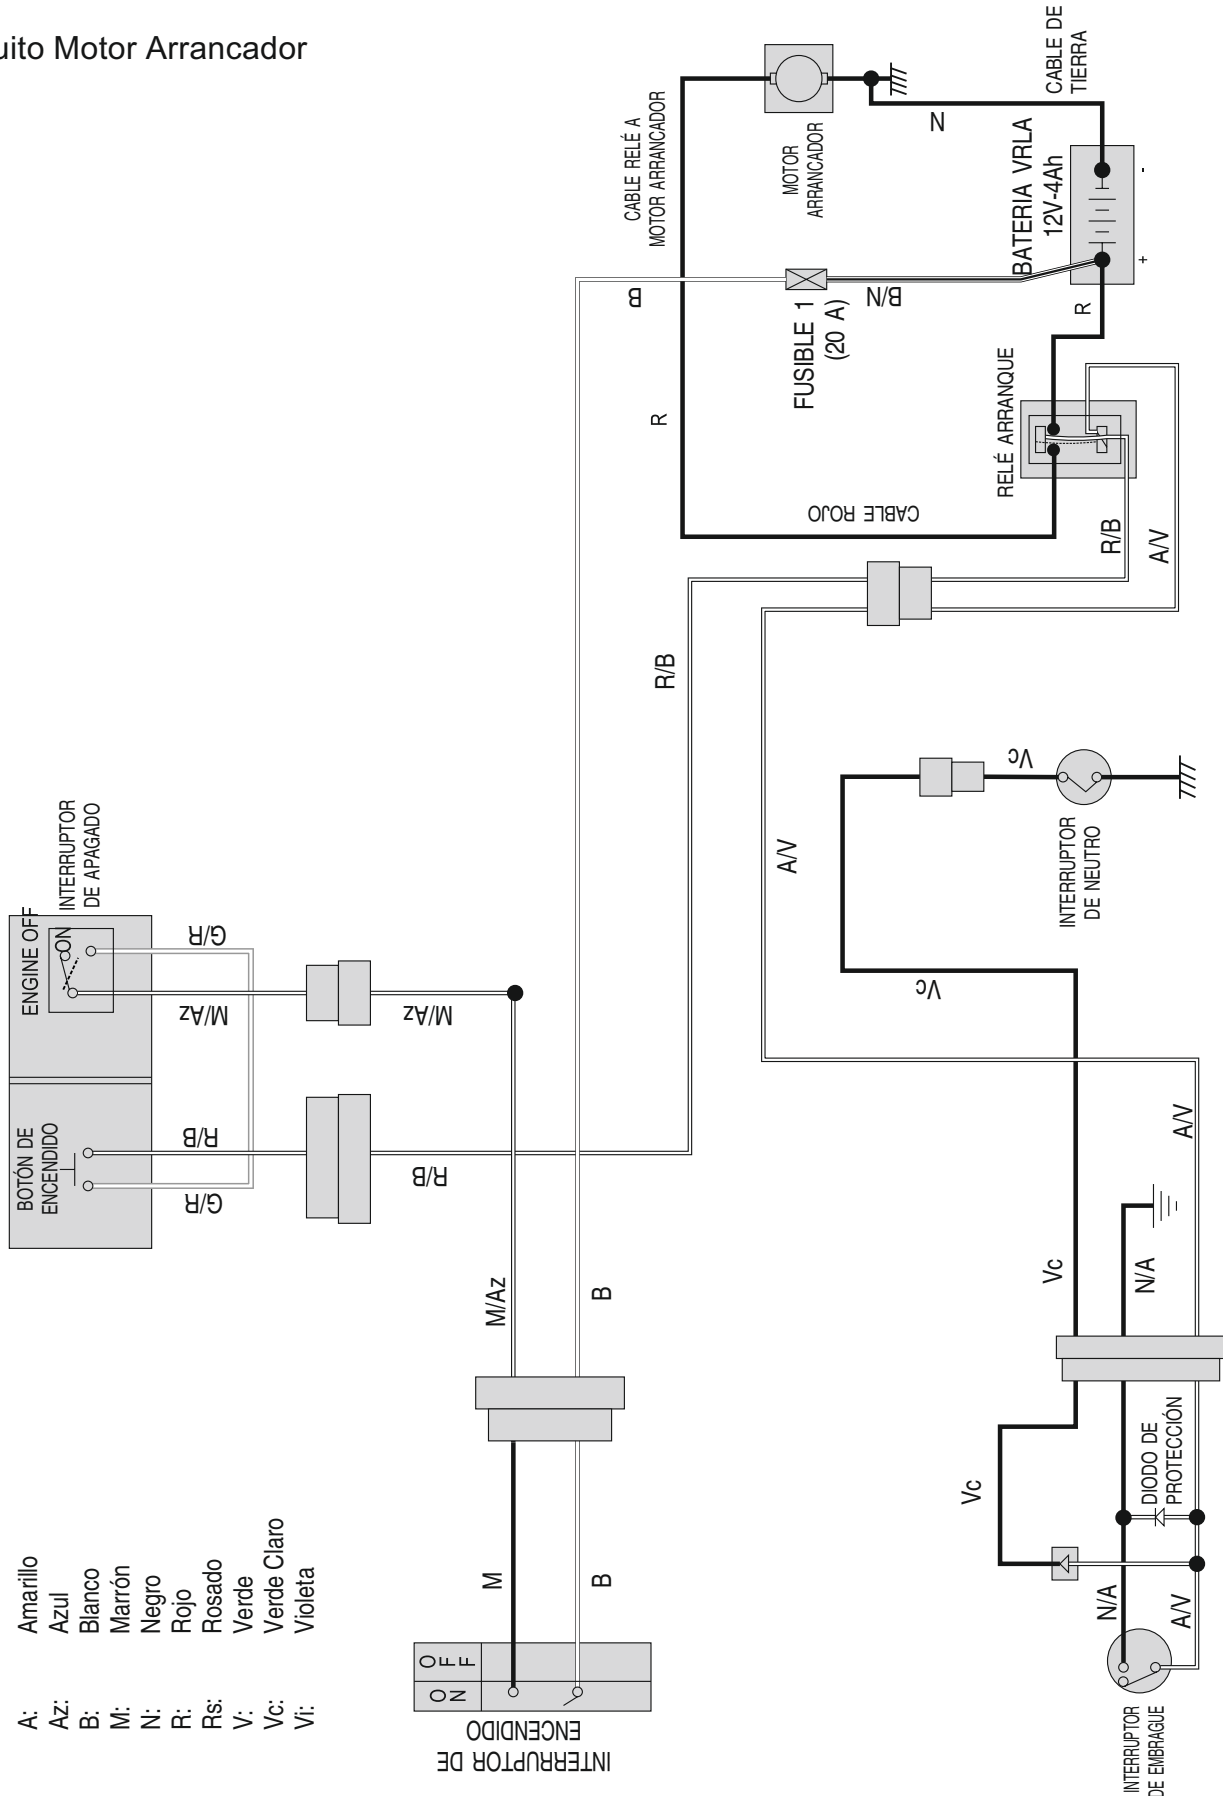 uito Motor Arrancador
CABLE DE
TIERRA
CABLE RELÉ A
MOTOR ARRANCADOR
MOTOR
ARRANCADOR
N
BATERIA VRLA
12V-4Ah
-
+
B
B/N
FUSIBLE 1
(20 A)
R
R
RELÉ ARRANQUE
CABLE ROJO
R/B
A/V
R/B
A/V
Vc
INTERRUPTOR
DE NEUTRO
Vc
INTERRUPTOR
DE APAGADO
ENGINE OFF
ON
G/R
M/Az
M/Az
BOTÓN DE
ENCENDIDO
R/B
G/R
R/B
M/Az
B
M
B
OFF
ON
INTERRUPTOR DE
ENCENDIDO
A: Amarillo
Az: Azul
B: Blanco
M: Marrón
N: Negro
R: Rojo
Rs: Rosado
V: Verde
Vc: Verde Claro
Vi: Violeta
A/V
Vc
N/A
Vc
DIODO DE
PROTECCIÓN
N/A
A/V
INTERRUPTOR
DE EMBRAGUE